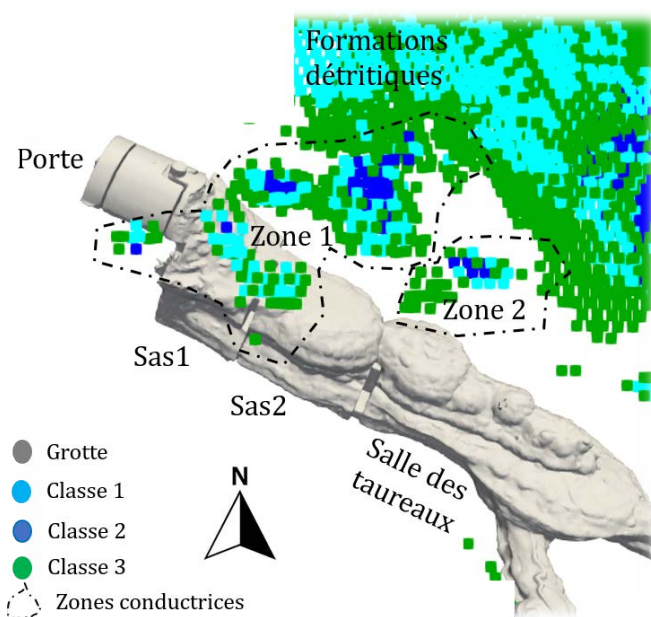 Formations
détritiques
Porte
Zone 1
Zone 2
Sas1
Sas2
Salle des
taureaux
N
Grotte
Classe 1
Classe 2
Classe 3
Zones conductrices